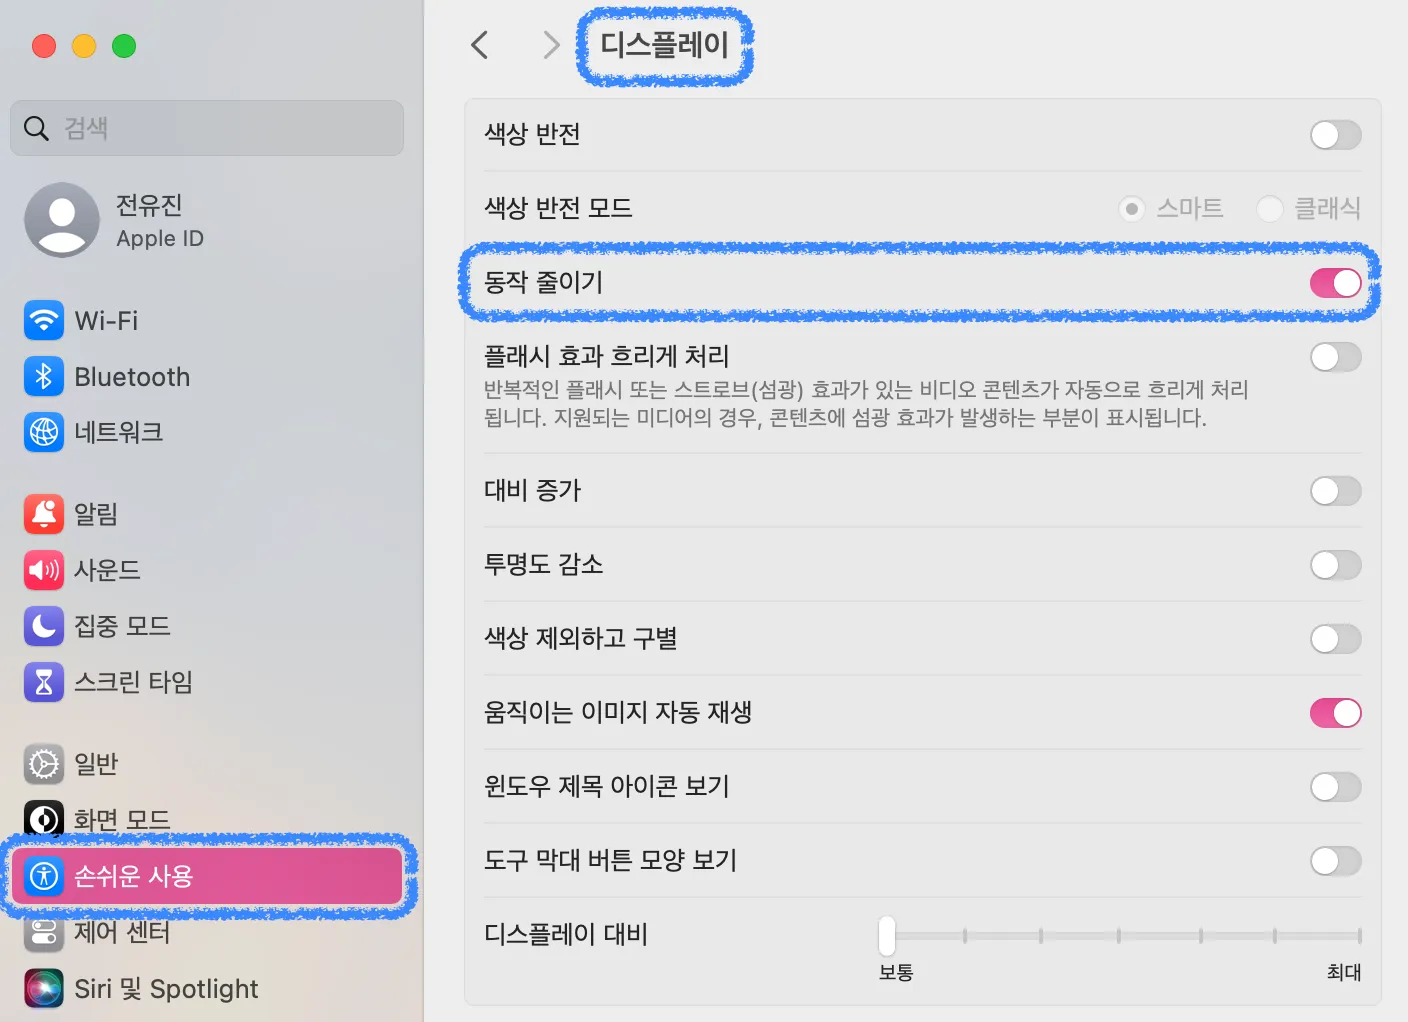 검색
전유진
Apple ID
Wi-Fi
Bluetooth
네트워크
알림
사운드
집중 모드
스크린 타임
일반
화면 모드
손쉬운 사용
제어 센터
Siri 및 Spotlight
디스플레이
색상 반전
색상 반전 모드
스마트
클래식
동작 줄이기
플래시 효과 흐리게 처리
반복적인 플래시 또는 스트로브(섬광) 효과가 있는 비디오 콘텐츠가 자동으로 흐리게 처리
됩니다. 지원되는 미디어의 경우, 콘텐츠에 섬광 효과가 발생하는 부분이 표시됩니다.
대비 증가
투명도 감소
색상 제외하고 구별
움직이는 이미지 자동 재생
윈도우 제목 아이콘 보기
도구 막대 버튼 모양 보기
디스플레이 대비
보통
최대